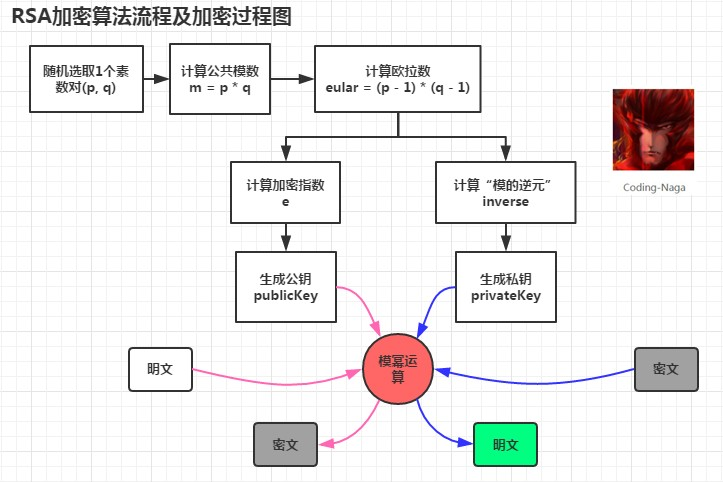 RSA加密算法流程及加密过程图
随机选取1个素
数对(p, q)
计算公共模数
m = p * q
计算欧拉数
eular = (p - 1) * (q - 1)
计算加密指数
e
计算“模的逆元”
inverse
Coding-Naga
生成公钥
publicKey
生成私钥
privateKey
明文
模幂运
算
密文
密文
明文